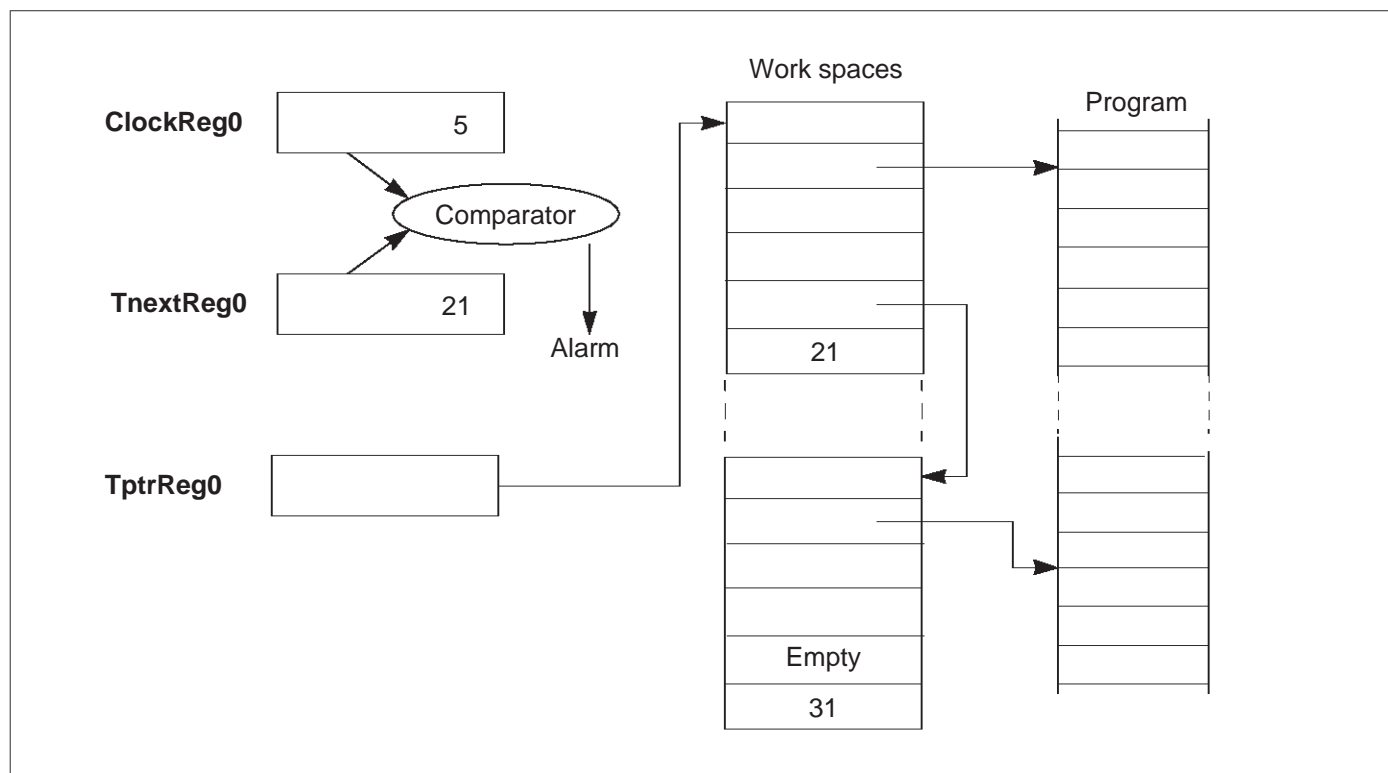 Work spaces
Program
ClockReg0
5
Comparator
TnextReg0
21
Alarm
21
TptrReg0
Empty
31